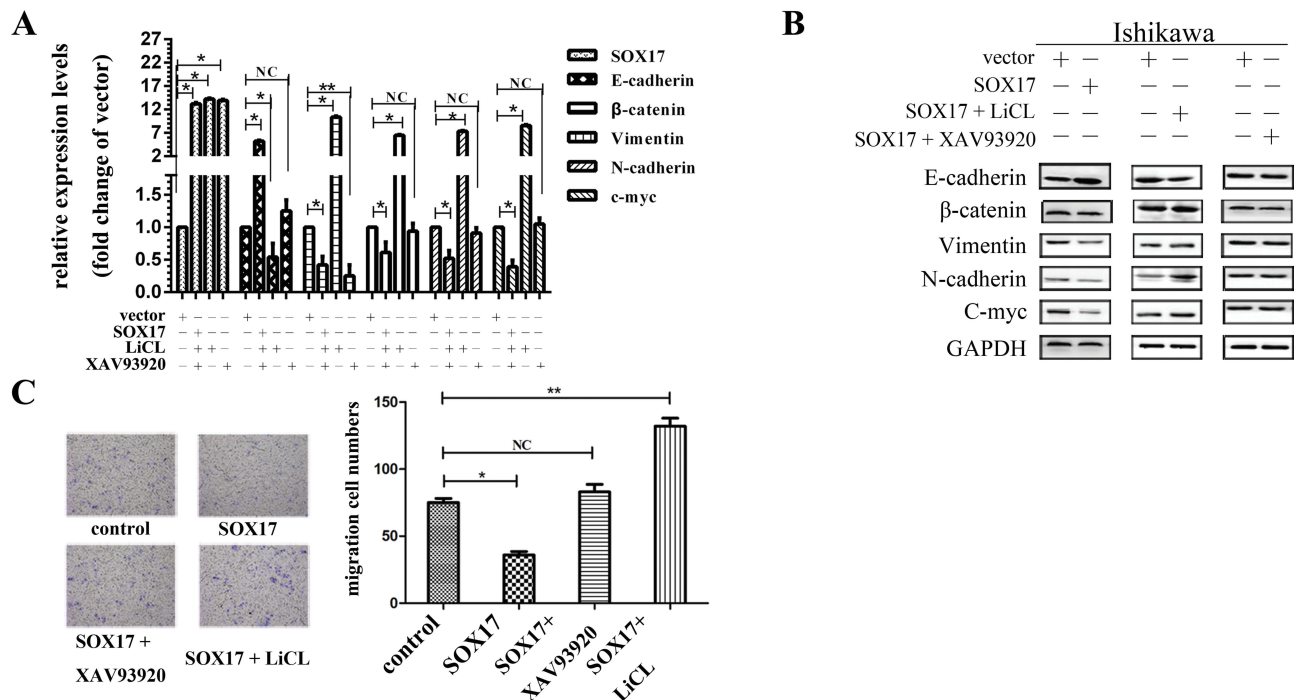 A
relative expression levels
(fold change of vector)
27
22
17
12
7
2
1.5
1.0
0.5
0.0
* * * * * NC * * ** * * NC * * NC * * NC
SOX17
E-cadherin
β-catenin
Vimentin
N-cadherin
c-myc
vector + – – – + – – – + – – – + – – – + – – – + – – –
SOX17
LiCL
XAV93920
B
Ishikawa
vector + – + – + –
SOX17 – + – – – –
SOX17 + LiCL – – – + – –
SOX17 + XAV93920 – – – – – +
E-cadherin
β-catenin
Vimentin
N-cadherin
C-myc
GAPDH
C
control
SOX17
SOX17 +
XAV93920
SOX17 + LiCL
migration cell numbers
150
100
50
0
**
NC
*
control
SOX17
SOX17+
XAV93920
SOX17+
LiCL